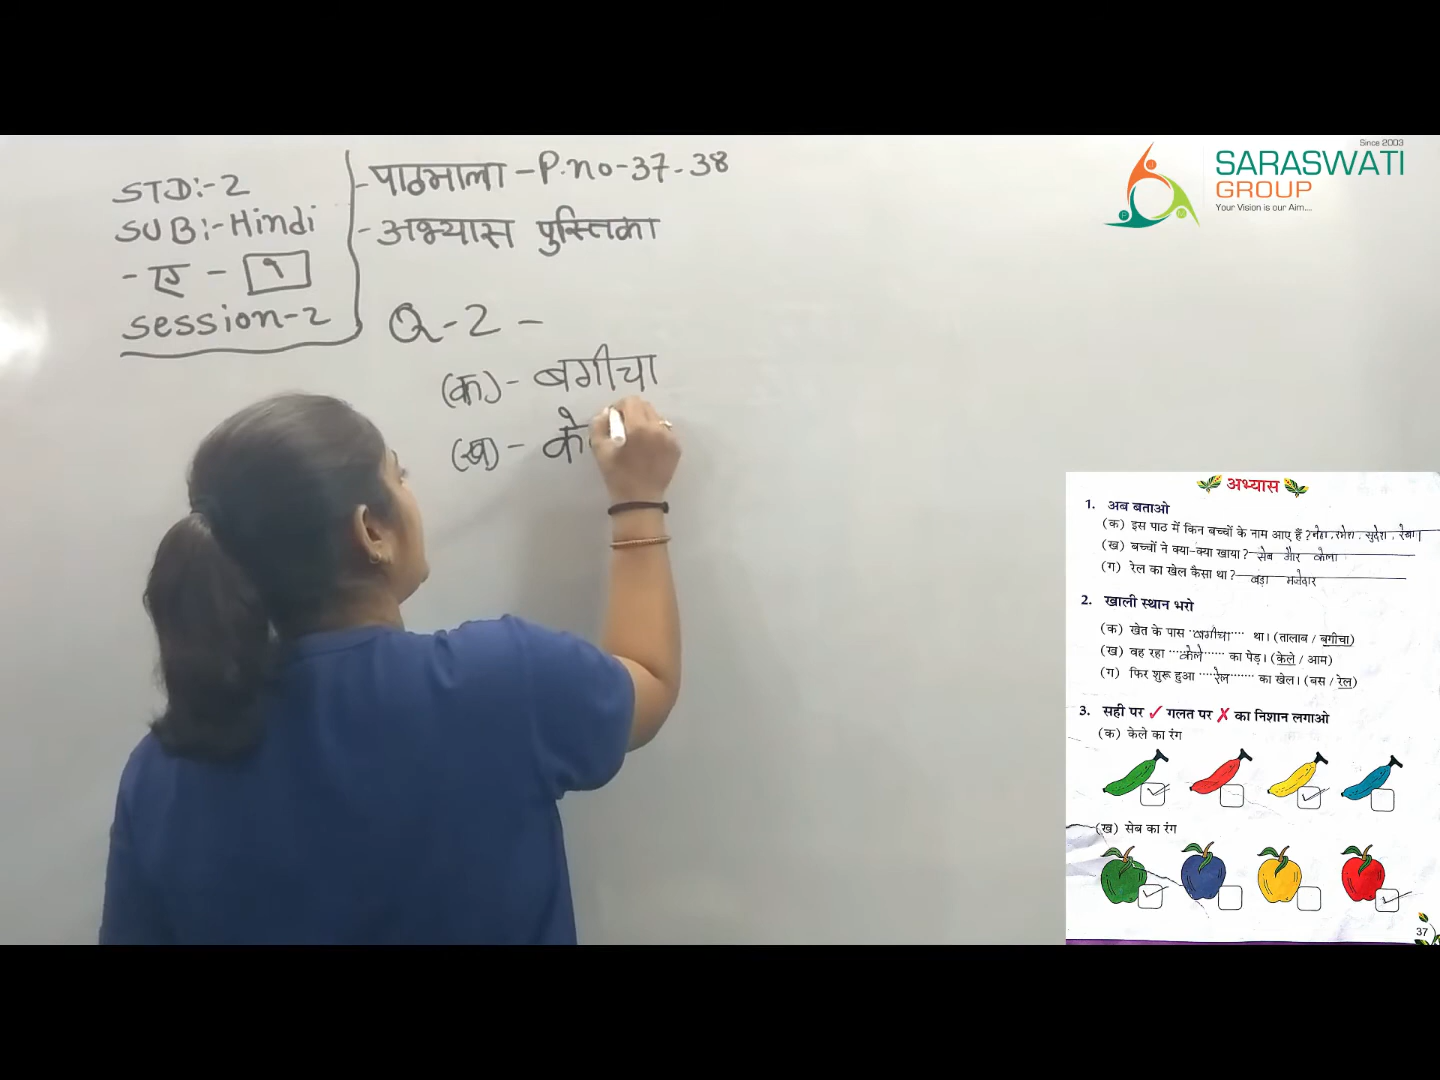 STD:-2
SUB:-Hindi
- ए - १
session-2
- पाठमाला - P.no-37-38
- अभ्यास पुस्तिका
Q-2 -
(क) - बगीचा
(ख) - के
Since 2003
SARASWATI
GROUP
Your Vision is our Aim....
अभ्यास
1. अब बताओ
(क) इस पाठ में किन बच्चों के नाम आए हैं ? नेहा, रमेश, सुदेश, रेखा।
(ख) बच्चों ने क्या-क्या खाया ? सेब और केला
(ग) रेल का खेल कैसा था ? बड़ा मजेदार
2. खाली स्थान भरो
(क) खेत के पास बगीचा था। (तालाब / बगीचा)
(ख) वह रहा केले का पेड़। (केले / आम)
(ग) फिर शुरू हुआ रेल का खेल। (बस / रेल)
3. सही पर ✓ गलत पर ✗ का निशान लगाओ
(क) केले का रंग
(ख) सेब का रंग
37